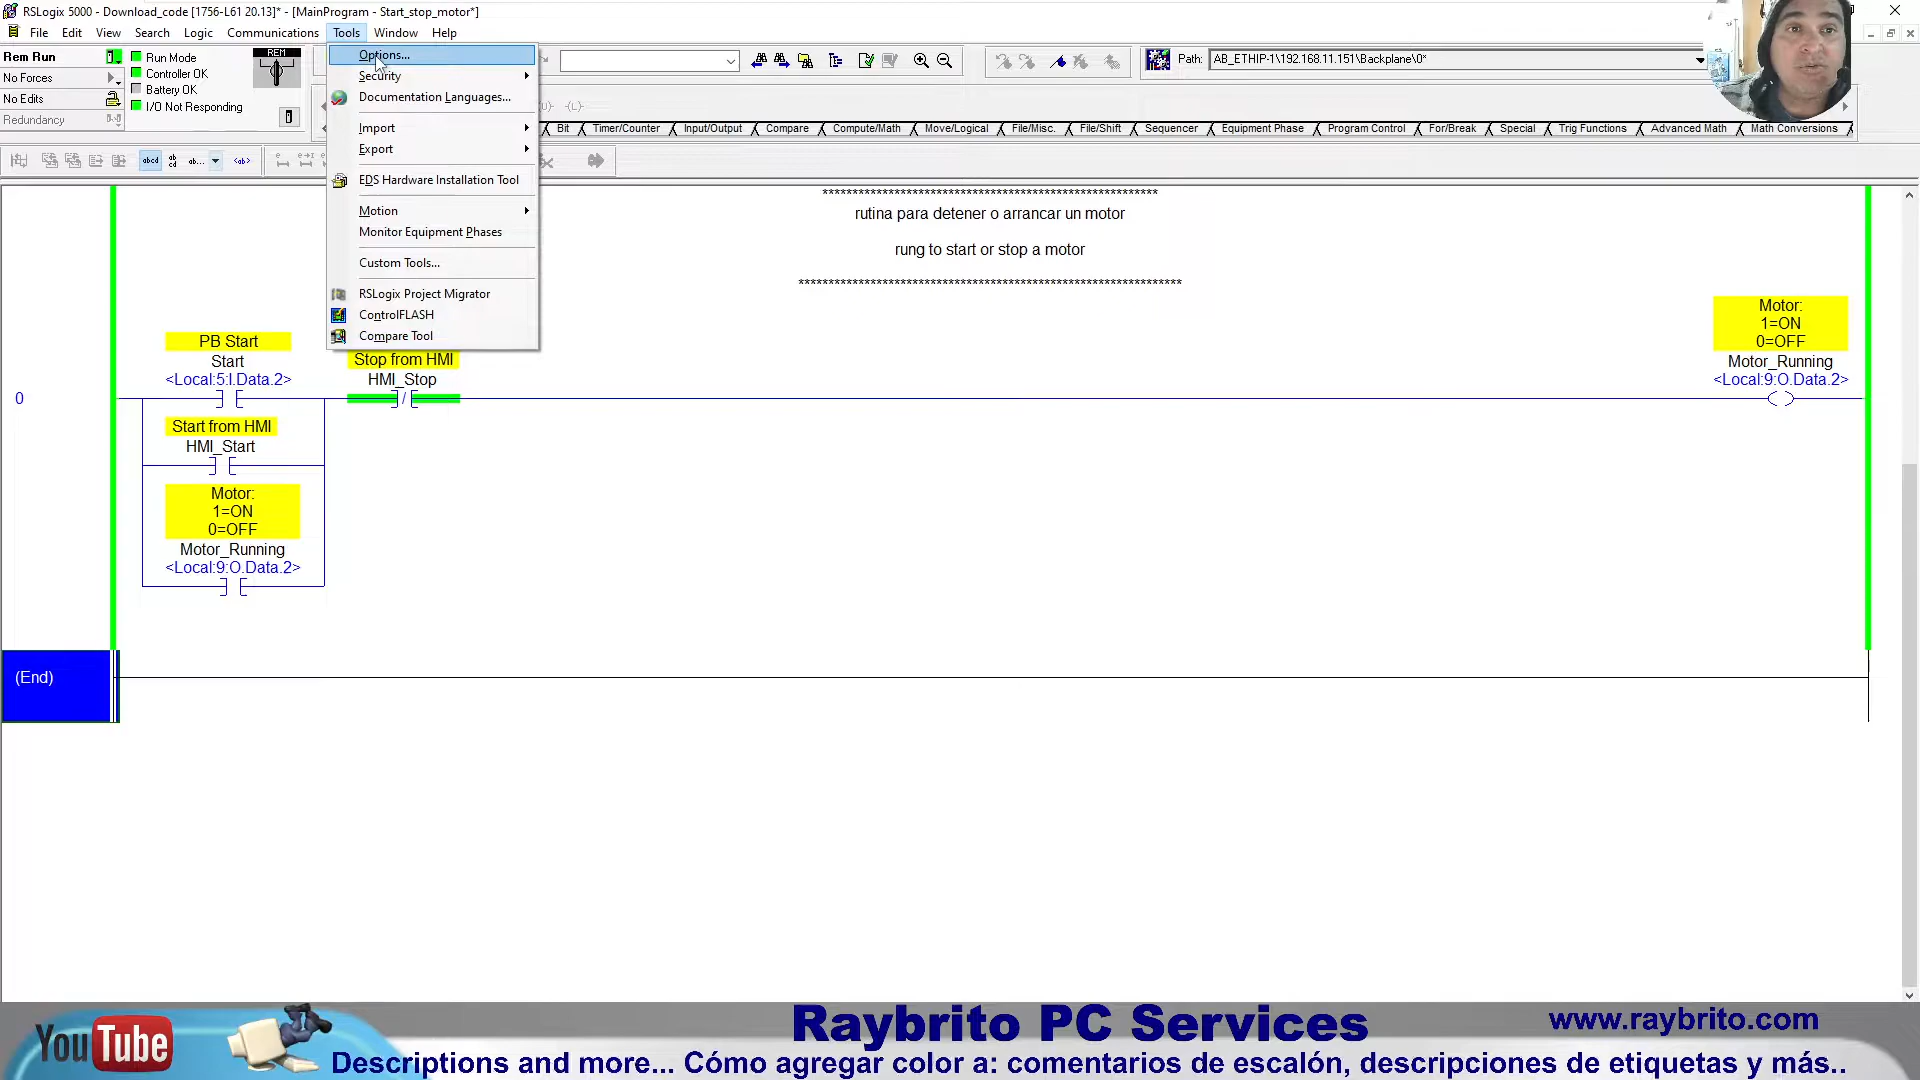 RSLogix 5000 - Download_code [1756-L61 20.13]* - [MainProgram - Start_stop_motor*]
File Edit View Search Logic Communications Tools Window Help
Rem Run
No Forces
No Edits
Redundancy
Run Mode
Controller OK
Battery OK
I/O Not Responding
REM
Path: AB_ETHIP-1\192.168.11.151\Backplane\0*
Options...
Security
Documentation Languages...
Import
Export
EDS Hardware Installation Tool
Motion
Monitor Equipment Phases
Custom Tools...
RSLogix Project Migrator
ControlFLASH
Compare Tool
Bit Timer/Counter Input/Output Compare Compute/Math Move/Logical File/Misc. File/Shift Sequencer Equipment Phase Program Control For/Break Special Trig Functions Advanced Math Math Conversions
rutina para detener o arrancar un motor
rung to start or stop a motor
PB Start
Start
<Local:5:I.Data.2>
Stop from HMI
HMI_Stop
Motor:
1=ON
0=OFF
Motor_Running
<Local:9:O.Data.2>
0
Start from HMI
HMI_Start
Motor:
1=ON
0=OFF
Motor_Running
<Local:9:O.Data.2>
(End)
YouTube
Raybrito PC Services
www.raybrito.com
Descriptions and more... Cómo agregar color a: comentarios de escalón, descripciones de etiquetas y más..